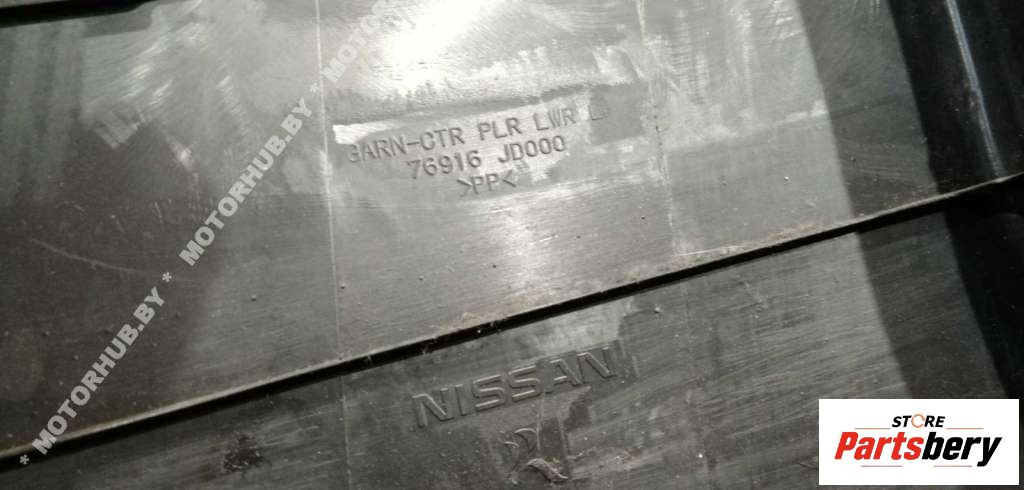 GARN-CTR PLR LWR L
76916 JD000
>PP<
NISSAN
* MOTORHUB.BY * MOTORHUB.BY * MOTORHUB.BY
STORE
Partsbery